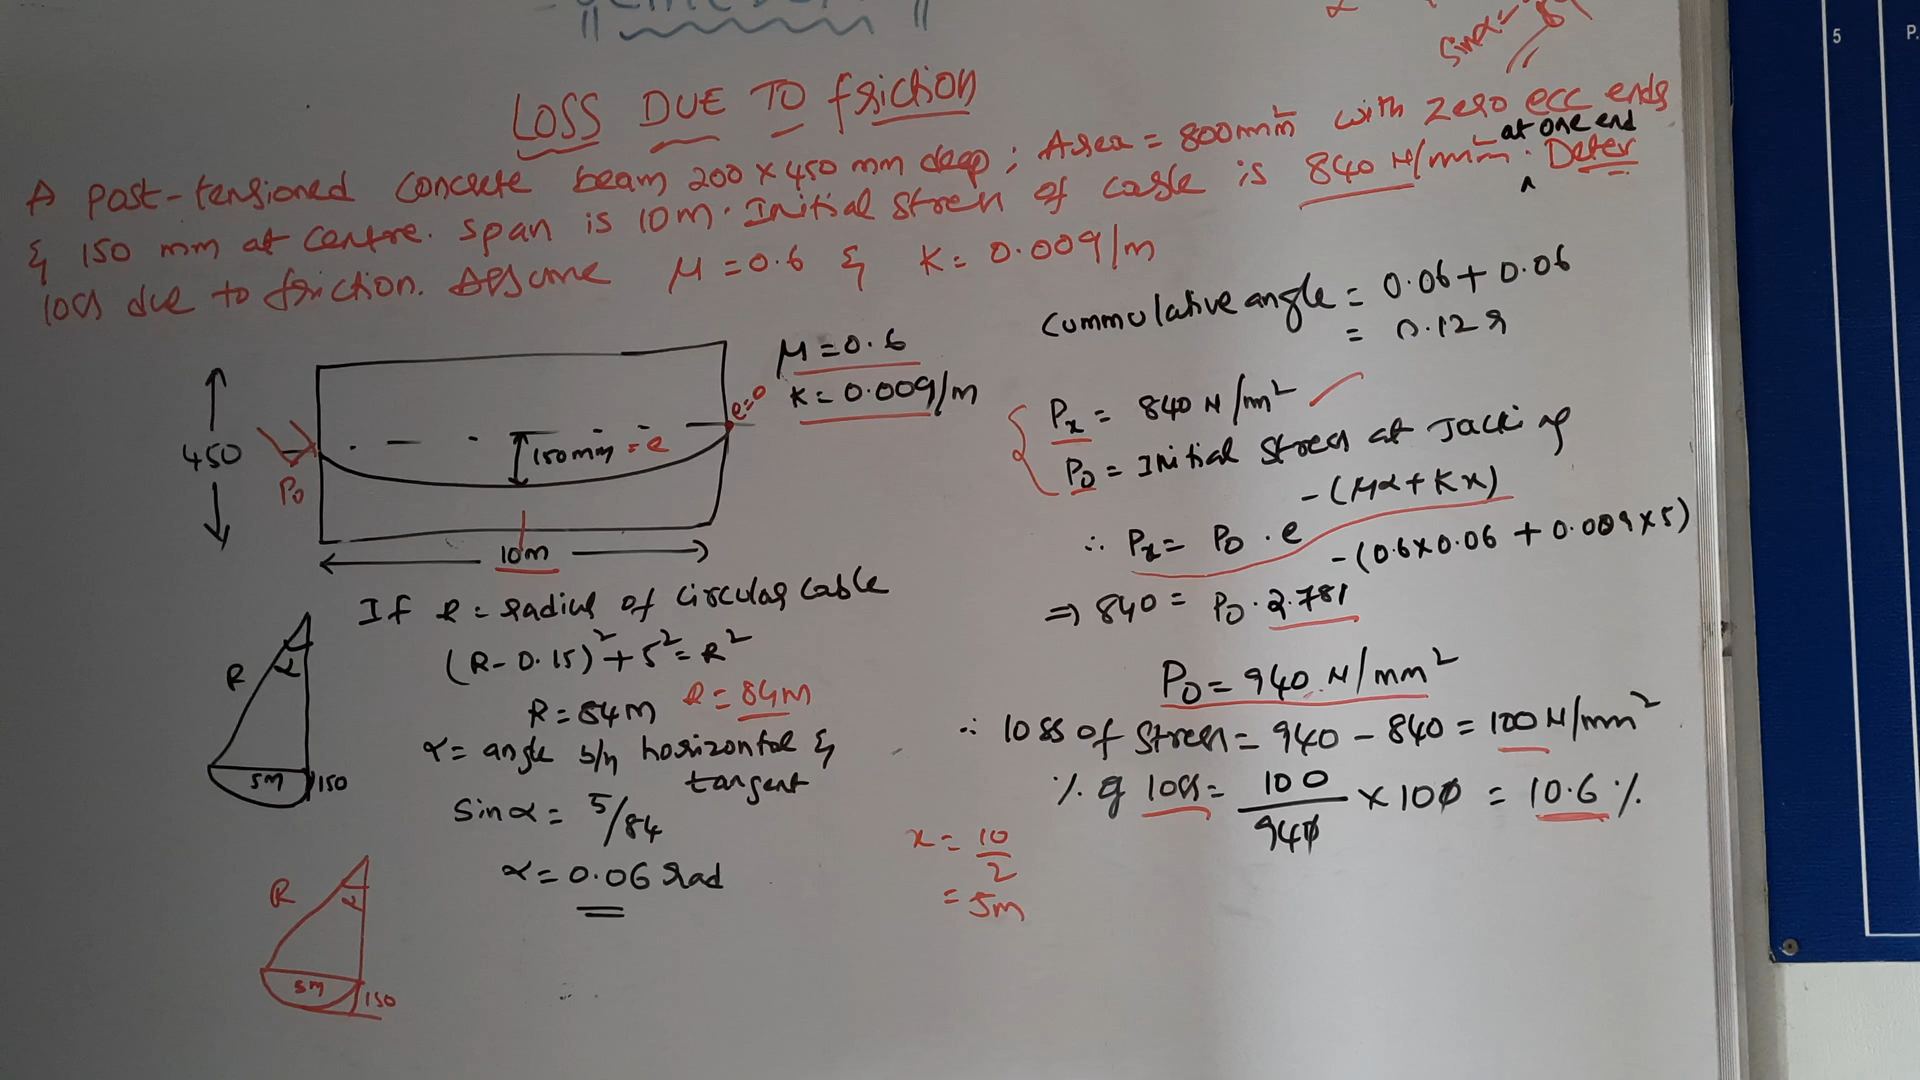 Sinα =
LOSS DUE TO friction
A post-tensioned concrete beam 200 x 450 mm deep; Area = 800mm² with zero ecc ends
& 150 mm at centre. span is 10m. Initial stress of cable is 840 N/mm² at one end. Deter
loss due to friction. Assume μ = 0.6 & K = 0.009/m
450
P0
150mm = e
e=0
10m
μ = 0.6
K = 0.009/m
If R = radius of circular cable
(R - 0.15)² + 5² = R²
R = 84m R = 84m
α = angle b/n horizontal &
tangent
Sinα = 5/84
α = 0.06 rad
R
α
5m
150
R
α
5m
150
x = 10/2
= 5m
Cummulative angle = 0.06 + 0.06
= 0.12 r
Px = 840 N/mm²
P0 = Initial stress at Jacking
∴ Px = P0 . e -(μα + Kx)
-(0.6x0.06 + 0.009x5)
⇒ 840 = P0 . 2.781
P0 = 940 N/mm²
∴ loss of stress = 940 - 840 = 100 N/mm²
% of loss = 100/940 x 100 = 10.6 %
5
P.